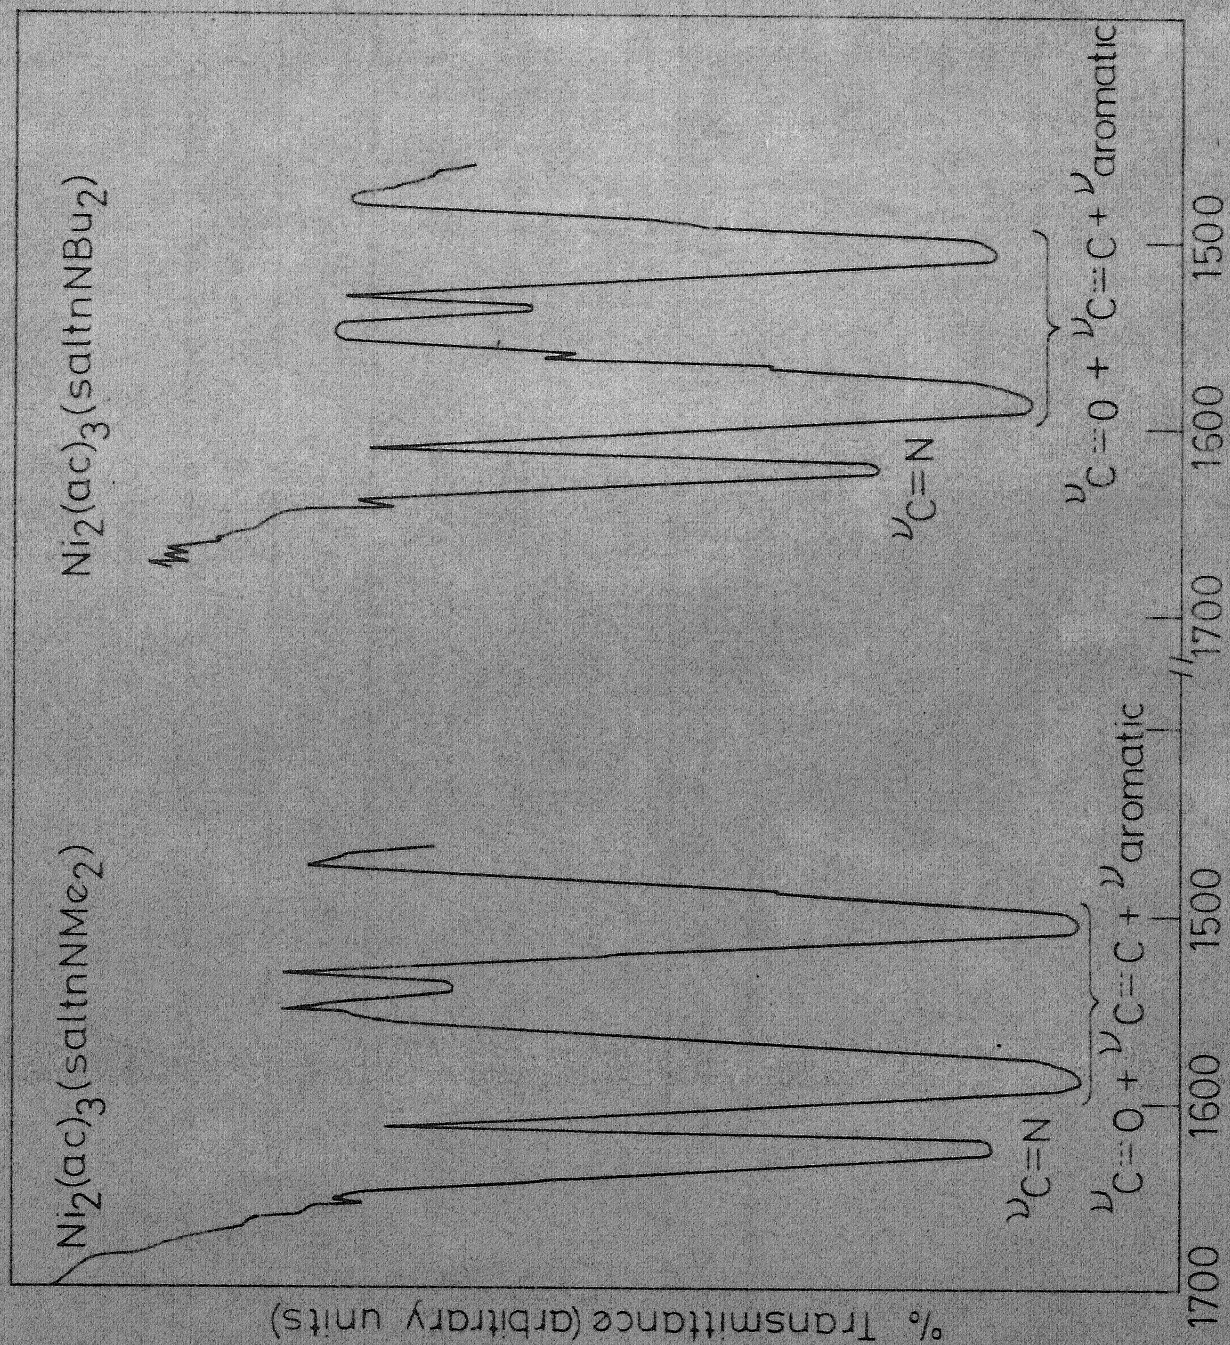 Ni2(ac)3(saltnNMe2)
Ni2(ac)3(saltnNBu2)
% Transmittance (arbitrary units)
νC=N
νC=O + νC=C + νaromatic
νC=N
νC=O + νC=C + νaromatic
1700 1600 1500 1700 1600 1500